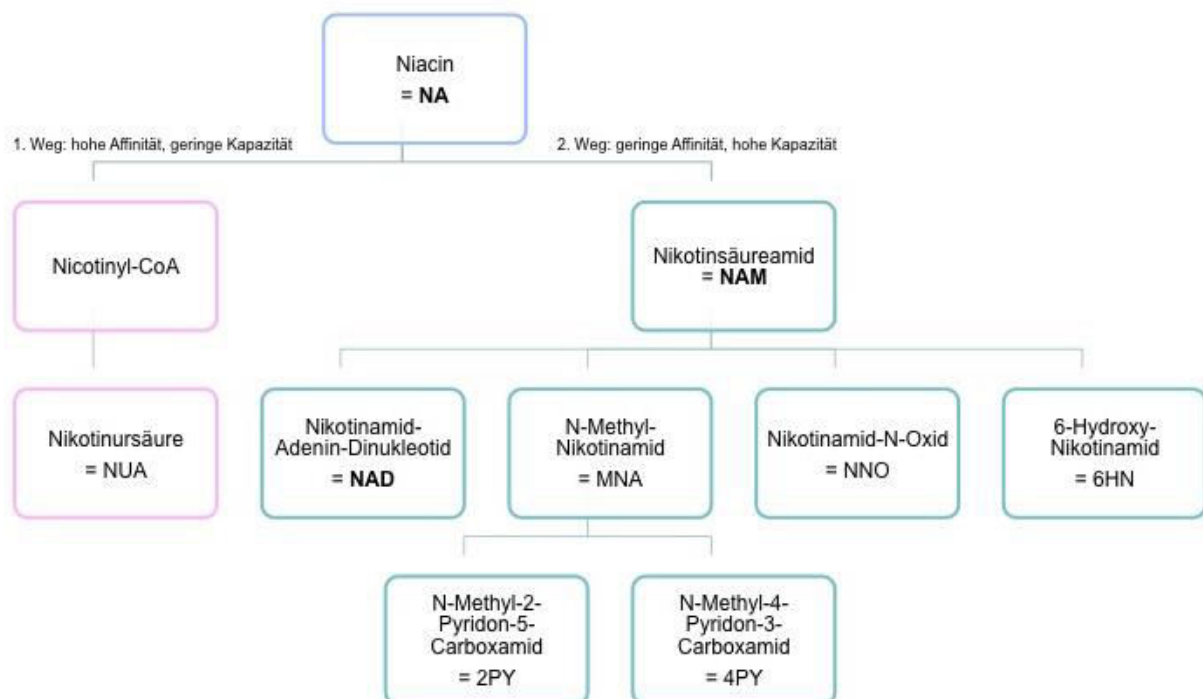 Niacin
= NA
1. Weg: hohe Affinität, geringe Kapazität
2. Weg: geringe Affinität, hohe Kapazität
Nicotinyl-CoA
Nikotinsäureamid
= NAM
Nikotinursäure
= NUA
Nikotinamid-
Adenin-Dinukleotid
= NAD
N-Methyl-
Nikotinamid
= MNA
Nikotinamid-N-Oxid
= NNO
6-Hydroxy-
Nikotinamid
= 6HN
N-Methyl-2-
Pyridon-5-
Carboxamid
= 2PY
N-Methyl-4-
Pyridon-3-
Carboxamid
= 4PY